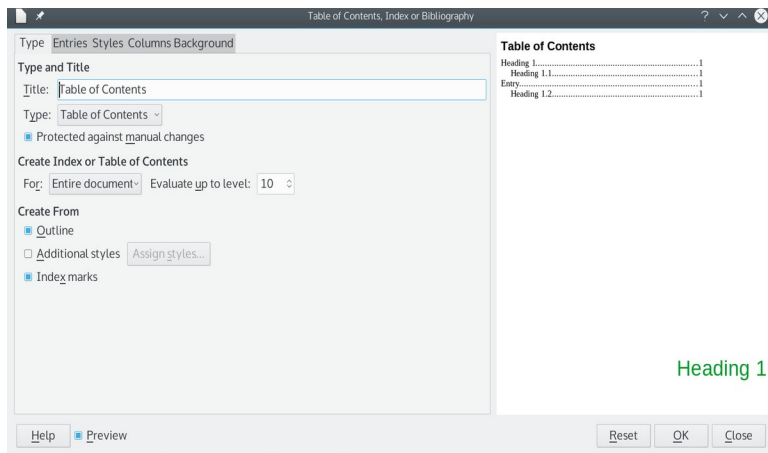 Table of Contents, Index or Bibliography
Type Entries Styles Columns Background
Type and Title
Title: Table of Contents
Type: Table of Contents
Protected against manual changes
Create Index or Table of Contents
For: Entire document Evaluate up to level: 10
Create From
Outline
Additional styles Assign styles...
Index marks
Table of Contents
Heading 1..........................................................................1
Heading 1.1....................................................................1
Entry................................................................................1
Heading 1.2....................................................................1
Heading 1
Help Preview Reset OK Close